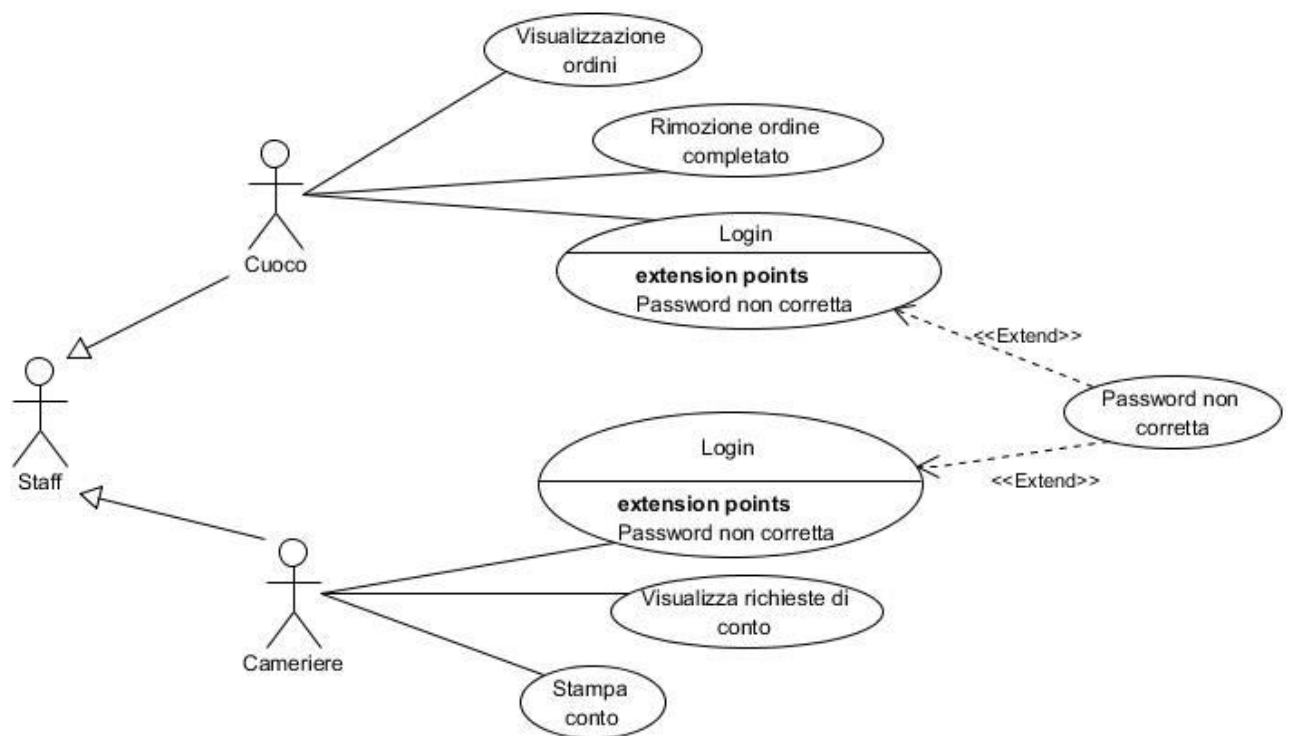 Visualizzazione
ordini
Rimozione ordine
completato
Cuoco
Login
extension points
Password non corretta
<<Extend>>
Password non
corretta
Staff
Login
<<Extend>>
extension points
Password non corretta
Visualizza richieste di
conto
Cameriere
Stampa
conto